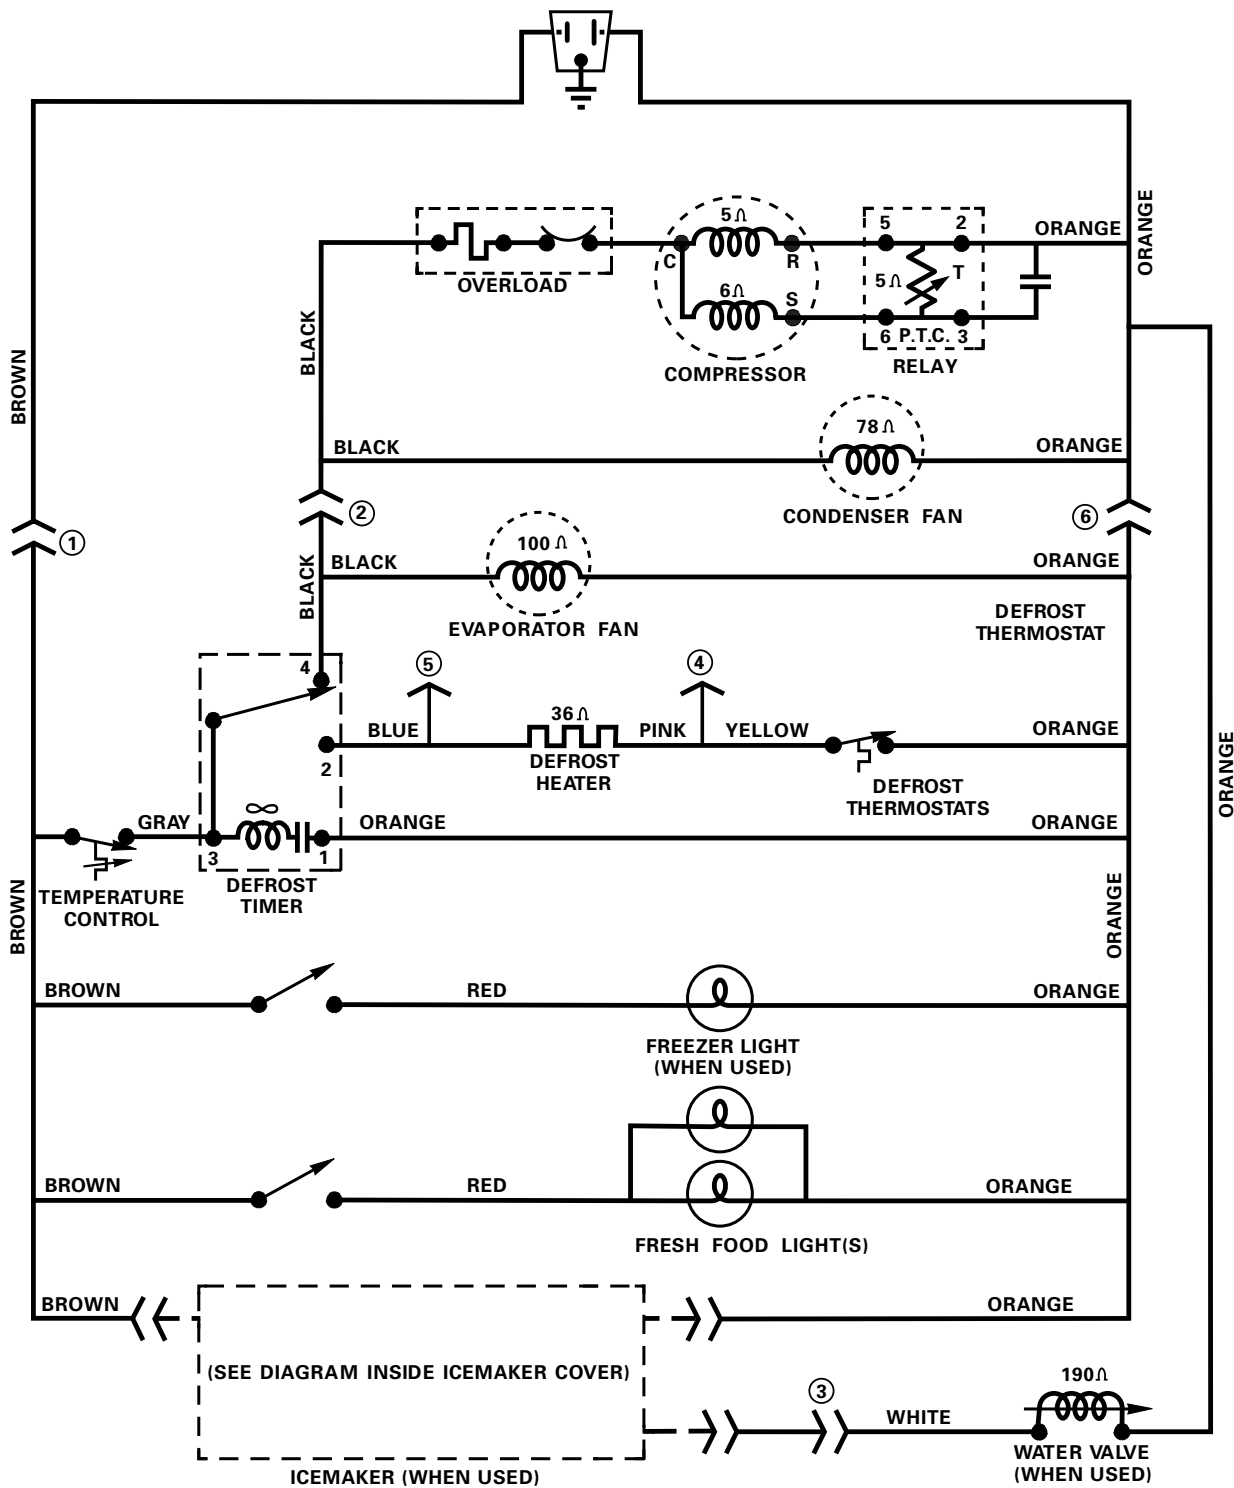 5Ω
5
2
ORANGE
ORANGE
C
R
OVERLOAD
5Ω
T
6Ω
S
BLACK
6 P.T.C. 3
BROWN
COMPRESSOR
RELAY
78Ω
BLACK
ORANGE
2
CONDENSER FAN
6
1
100 Ω
BLACK
ORANGE
BLACK
DEFROST
THERMOSTAT
EVAPORATOR FAN
4
5
4
36Ω
BLUE
PINK
YELLOW
ORANGE
2
DEFROST
HEATER
DEFROST
THERMOSTATS
ORANGE
∞
GRAY
ORANGE
ORANGE
3
1
DEFROST
TIMER
TEMPERATURE
CONTROL
BROWN
ORANGE
BROWN
RED
ORANGE
FREEZER LIGHT
(WHEN USED)
BROWN
RED
ORANGE
FRESH FOOD LIGHT(S)
BROWN
ORANGE
(SEE DIAGRAM INSIDE ICEMAKER COVER)
190Ω
3
WHITE
WATER VALVE
(WHEN USED)
ICEMAKER (WHEN USED)